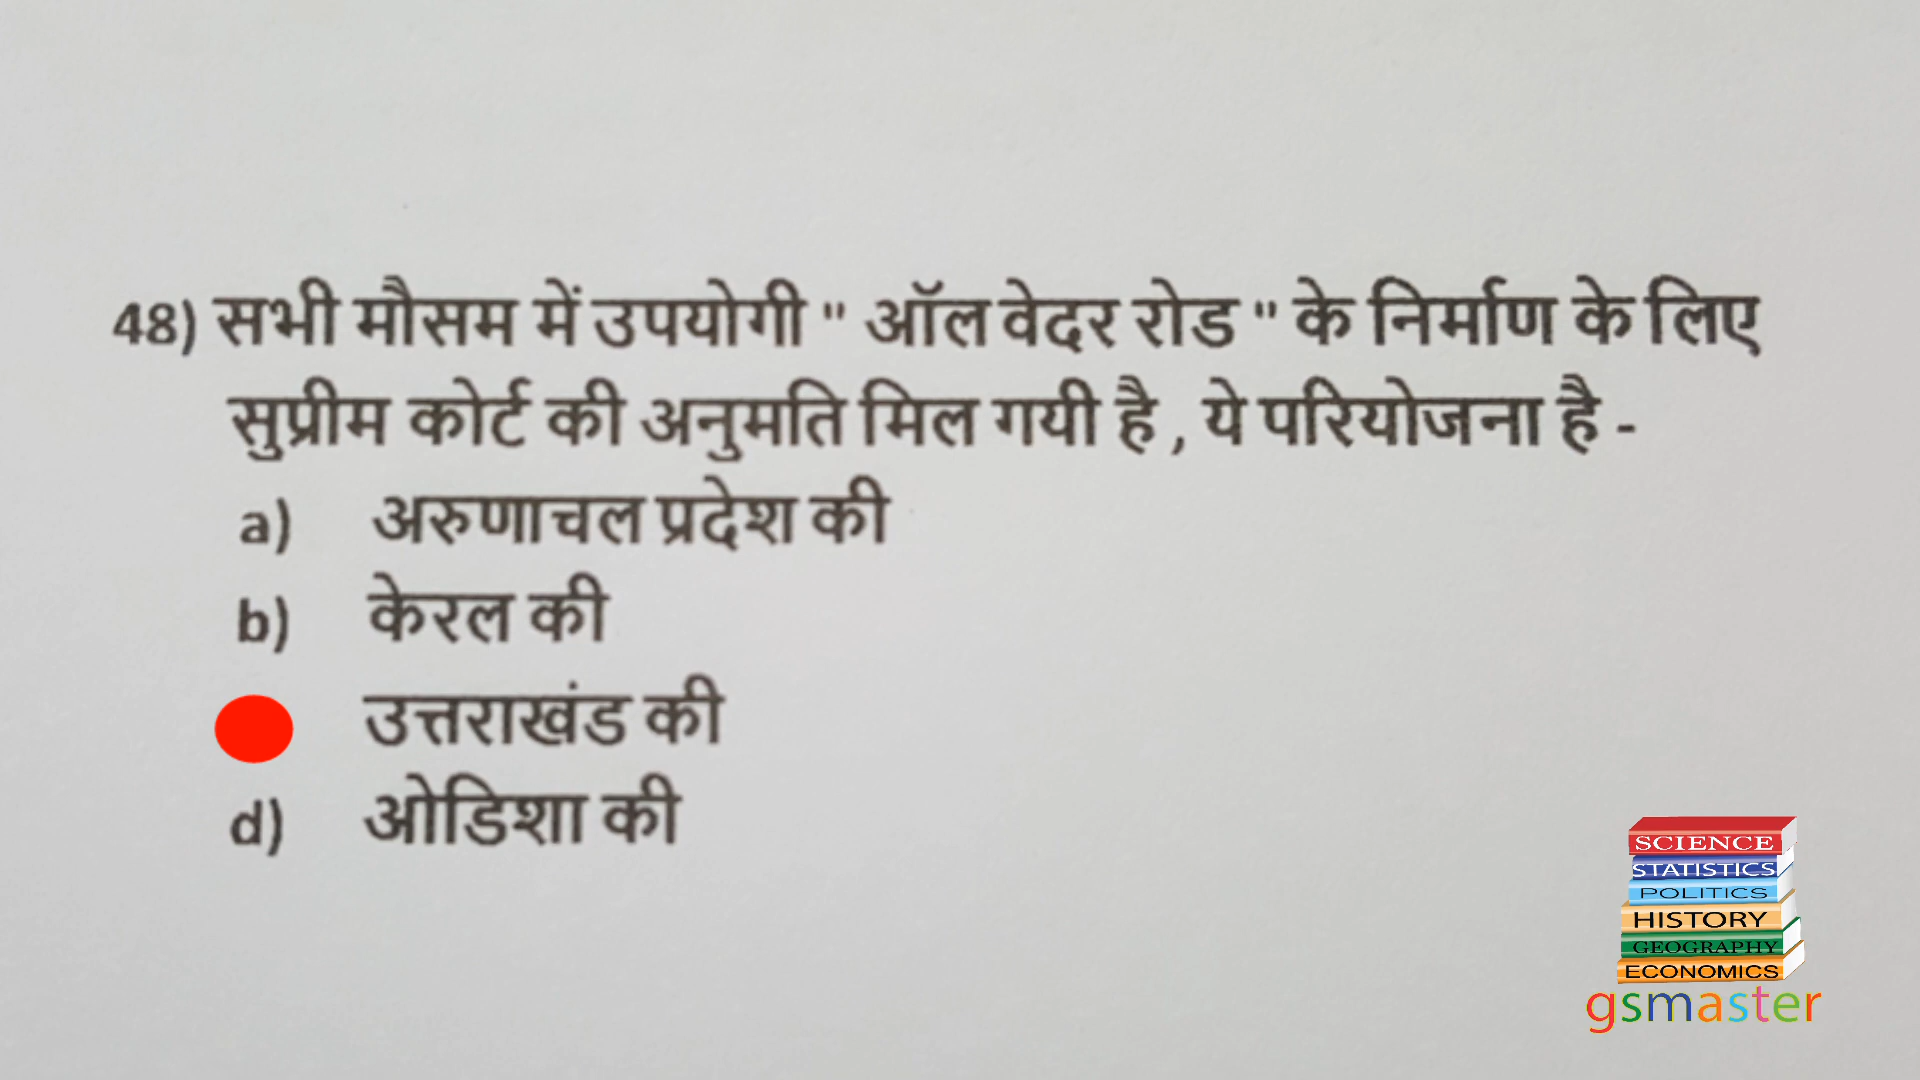 48) सभी मौसम में उपयोगी " ऑल वेदर रोड " के निर्माण के लिए
सुप्रीम कोर्ट की अनुमति मिल गयी है , ये परियोजना है -
a) अरुणाचल प्रदेश की
b) केरल की
उत्तराखंड की
d) ओडिशा की
SCIENCE
STATISTICS
POLITICS
HISTORY
GEOGRAPHY
ECONOMICS
gsmaster